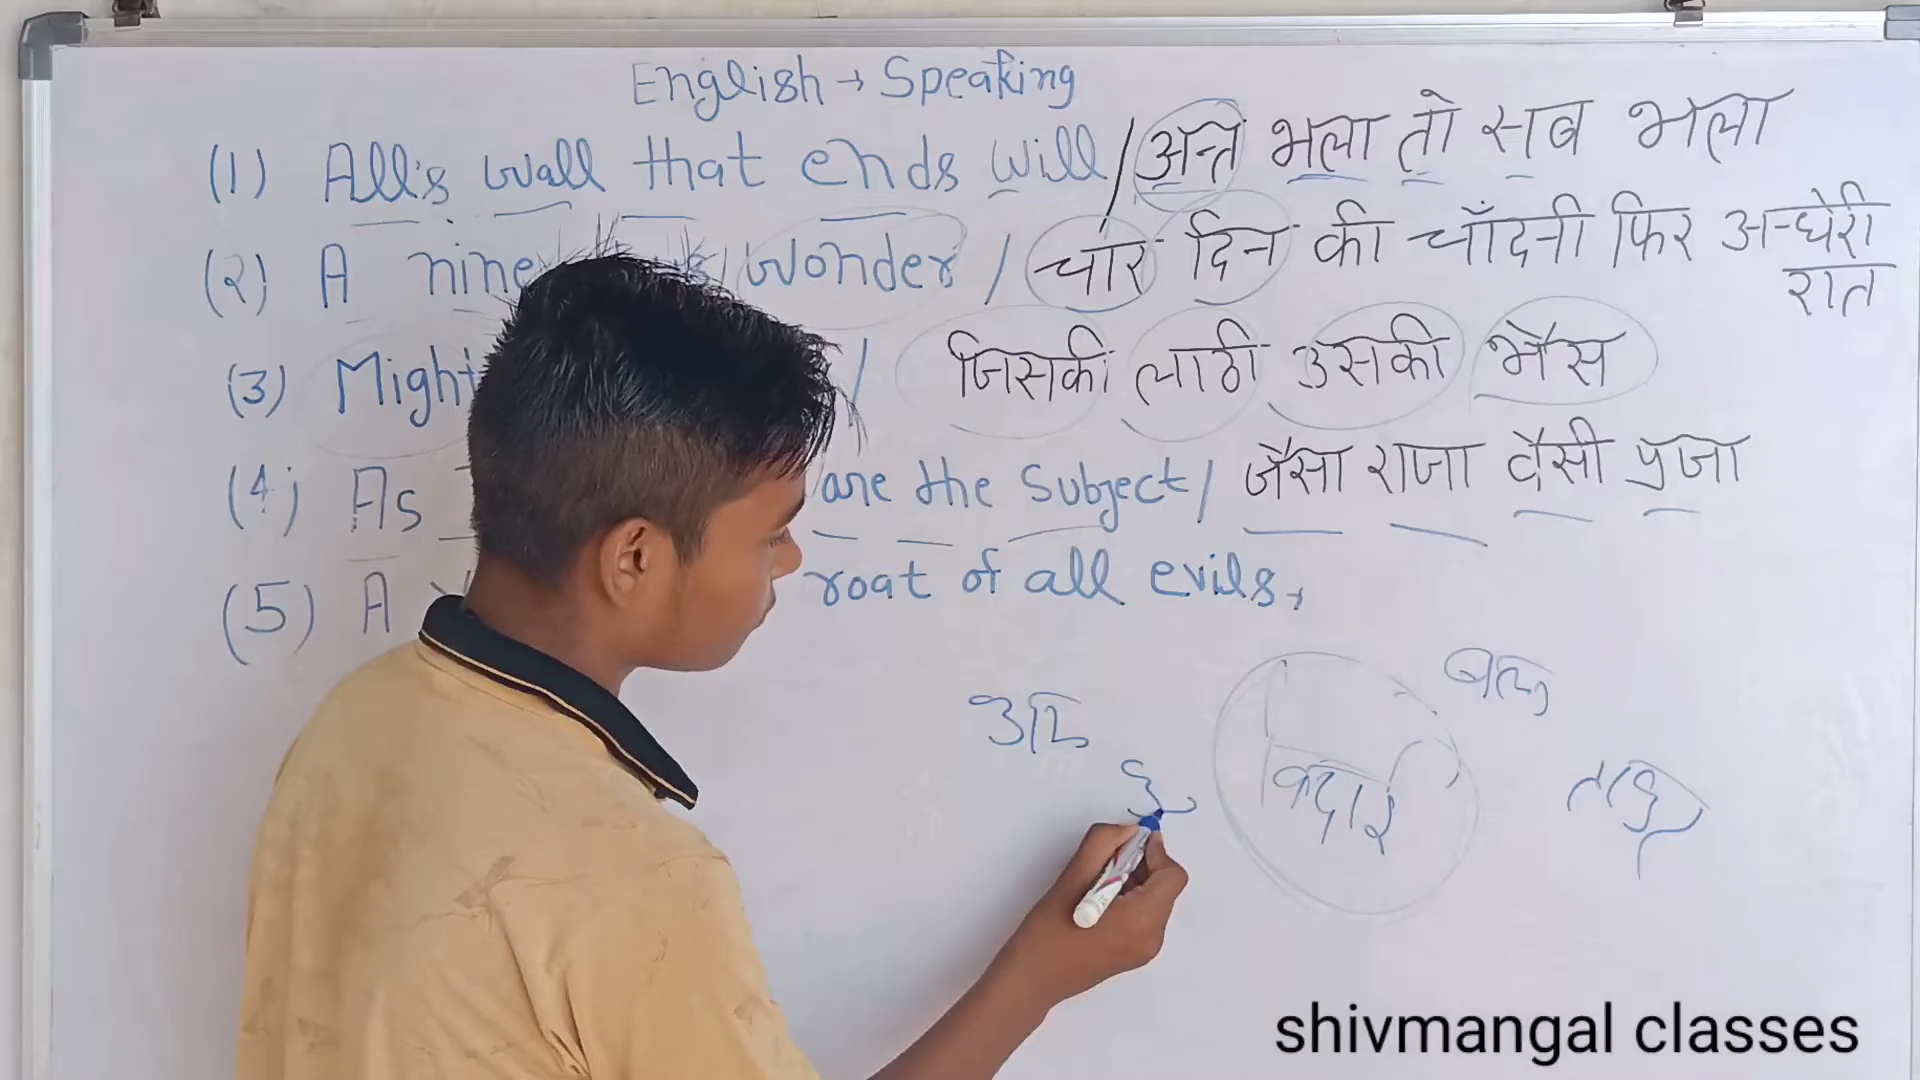 English → Speaking
(1) All's wall that ends will / अन्त भला तो सब भला
(2) A nine wonder / चार दिन की चाँदनी फिर अन्धेरी
रात
(3) Might / जिसकी लाठी उसकी भैस
(4) As are the Subject / जैसा राजा वैसी प्रजा
(5) A roat of all evils,
shivmangal classes